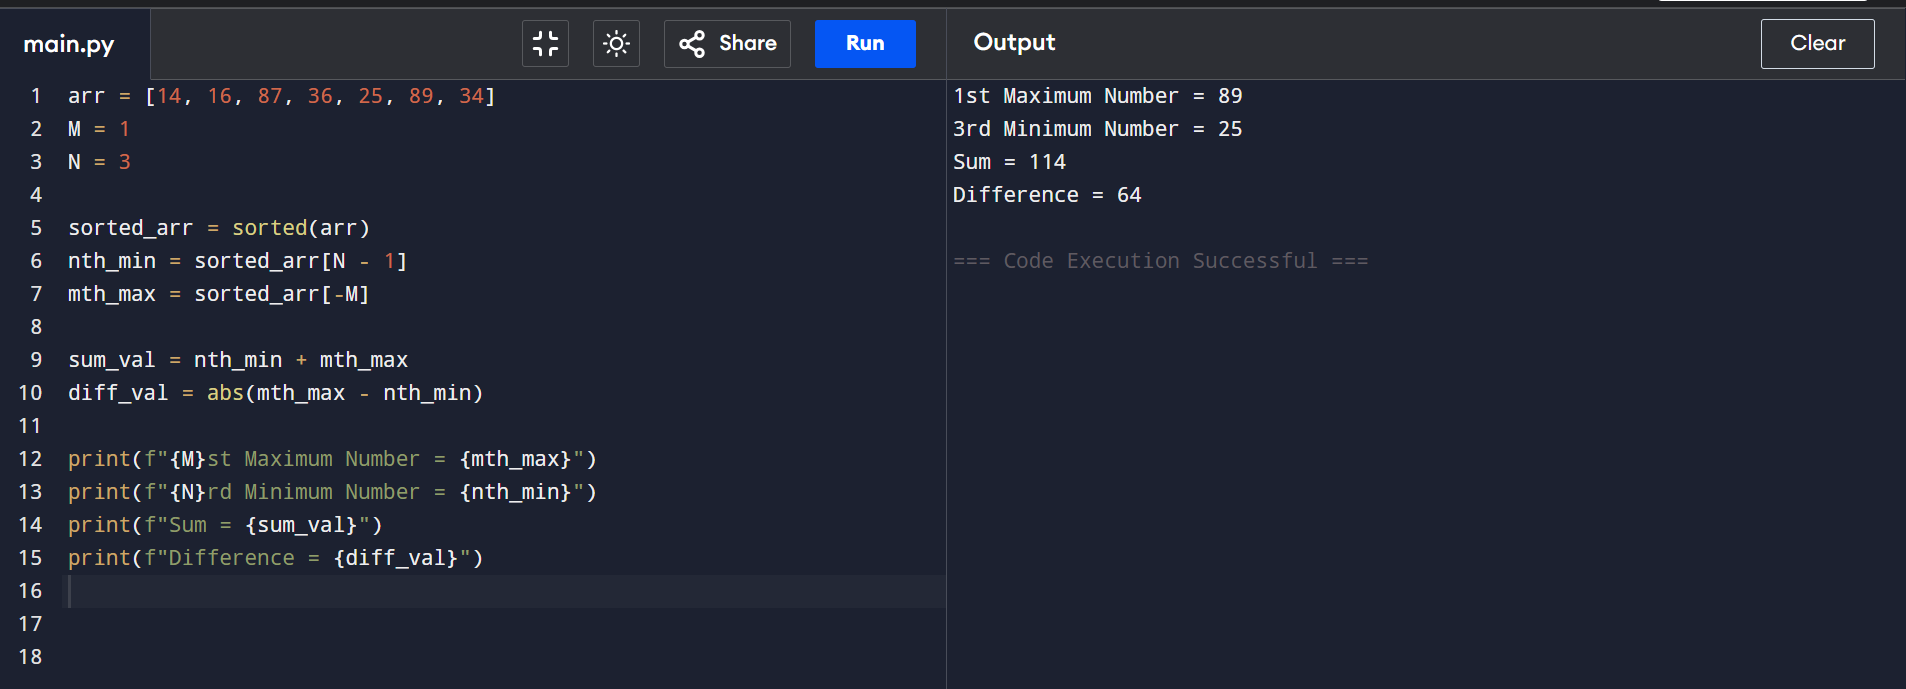 main.py
Share
Run
Output
Clear
1 arr = [14, 16, 87, 36, 25, 89, 34]
2 M = 1
3 N = 3
4
5 sorted_arr = sorted(arr)
6 nth_min = sorted_arr[N - 1]
7 mth_max = sorted_arr[-M]
8
9 sum_val = nth_min + mth_max
10 diff_val = abs(mth_max - nth_min)
11
12 print(f"{M}st Maximum Number = {mth_max}")
13 print(f"{N}rd Minimum Number = {nth_min}")
14 print(f"Sum = {sum_val}")
15 print(f"Difference = {diff_val}")
16
17
18
1st Maximum Number = 89
3rd Minimum Number = 25
Sum = 114
Difference = 64
=== Code Execution Successful ===